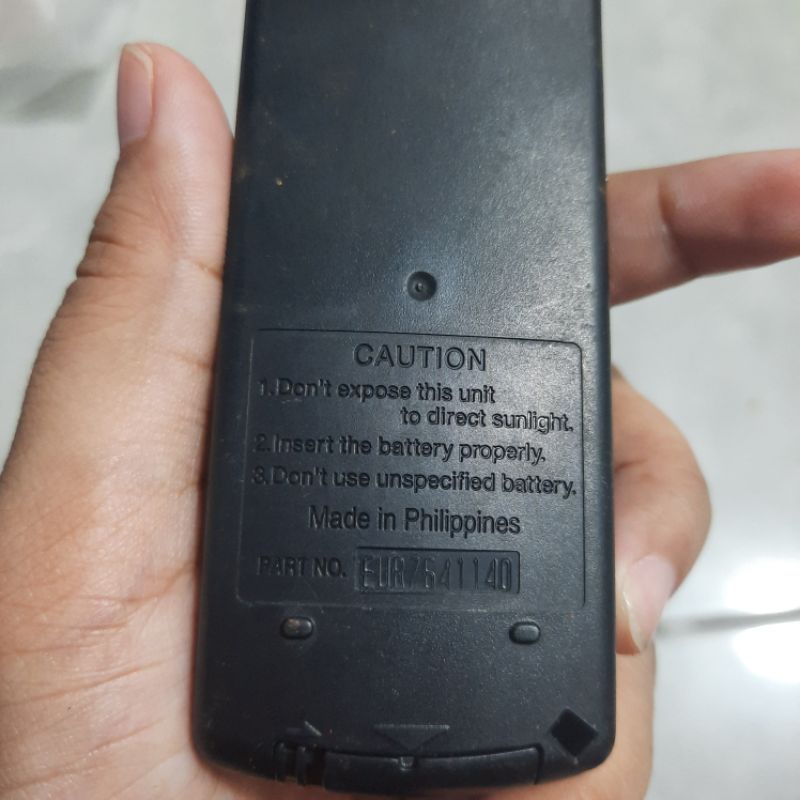 CAUTION
1.Don't expose this unit
to direct sunlight.
2.Insert the battery properly.
3.Don't use unspecified battery.
Made in Philippines
PART NO. EUR7641140